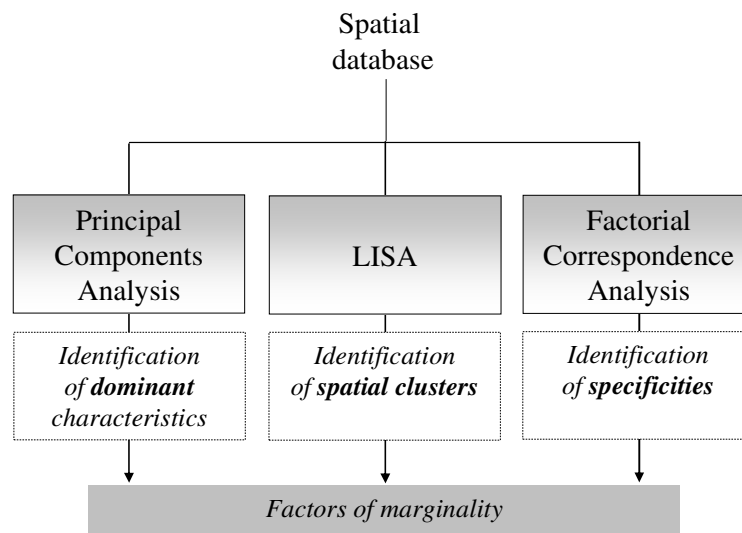 Spatial
database
Principal
Components
Analysis
LISA
Factorial
Correspondence
Analysis
Identification
of dominant
characteristics
Identification
of spatial clusters
Identification
of specificities
Factors of marginality